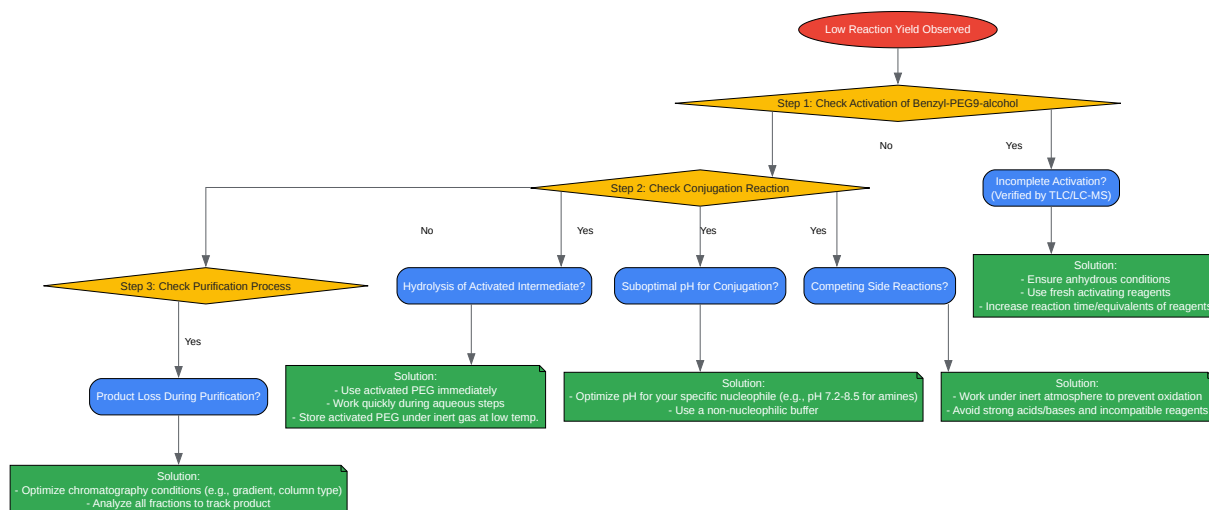 Low Reaction Yield Observed
Step 1: Check Activation of Benzyl-PEG9-alcohol
No
Yes
Step 2: Check Conjugation Reaction
Incomplete Activation?
(Verified by TLC/LC-MS)
No
Yes
Yes
Yes
Step 3: Check Purification Process
Hydrolysis of Activated Intermediate?
Suboptimal pH for Conjugation?
Competing Side Reactions?
Solution:
- Ensure anhydrous conditions
- Use fresh activating reagents
- Increase reaction time/equivalents of reagents
Yes
Product Loss During Purification?
Solution:
- Use activated PEG immediately
- Work quickly during aqueous steps
- Store activated PEG under inert gas at low temp.
Solution:
- Optimize pH for your specific nucleophile (e.g., pH 7.2-8.5 for amines)
- Use a non-nucleophilic buffer
Solution:
- Work under inert atmosphere to prevent oxidation
- Avoid strong acids/bases and incompatible reagents
Solution:
- Optimize chromatography conditions (e.g., gradient, column type)
- Analyze all fractions to track product